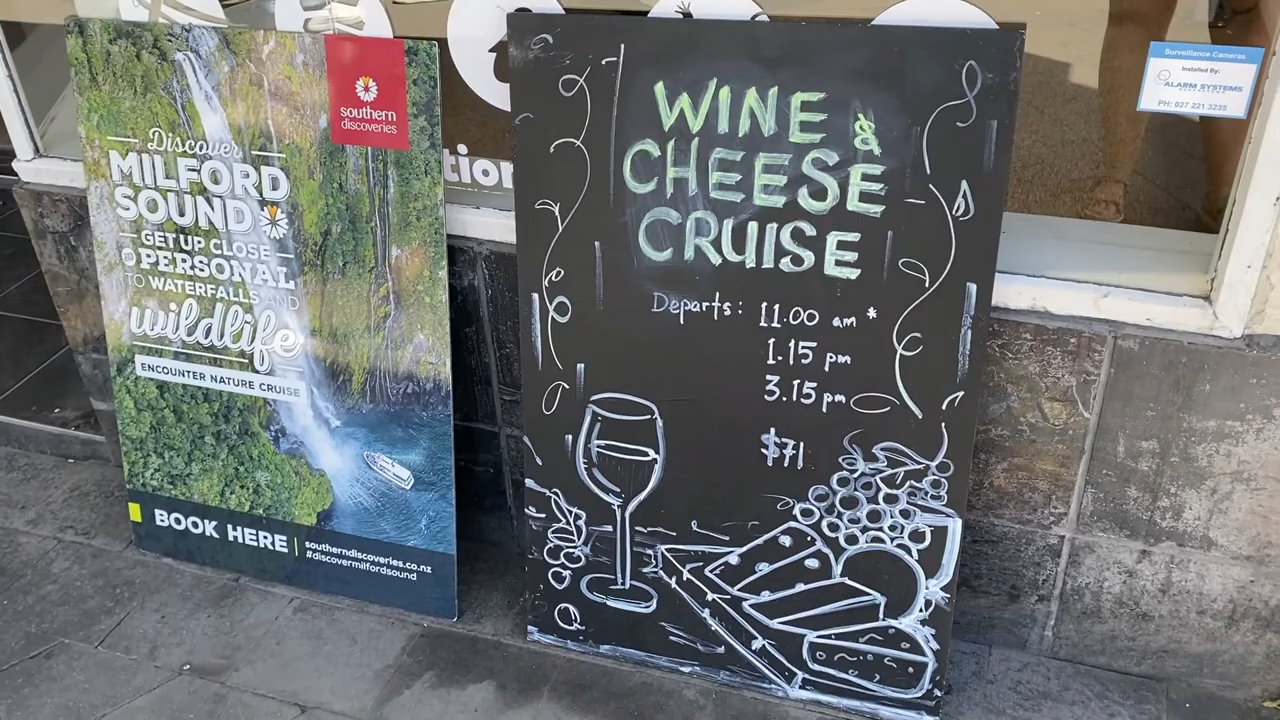 southern
discoveries
Discover
MILFORD
SOUND
GET UP CLOSE
PERSONAL
TO WATERFALLS AND
wildlife
ENCOUNTER NATURE CRUISE
BOOK HERE
southerndiscoveries.co.nz
#discovermilfordsound
tion
WINE &
CHEESE
CRUISE
Departs: 11.00 am *
1.15 pm
3.15 pm
$71
Surveillance Cameras
Installed By:
ALARM SYSTEMS
PH: 027 221 3235